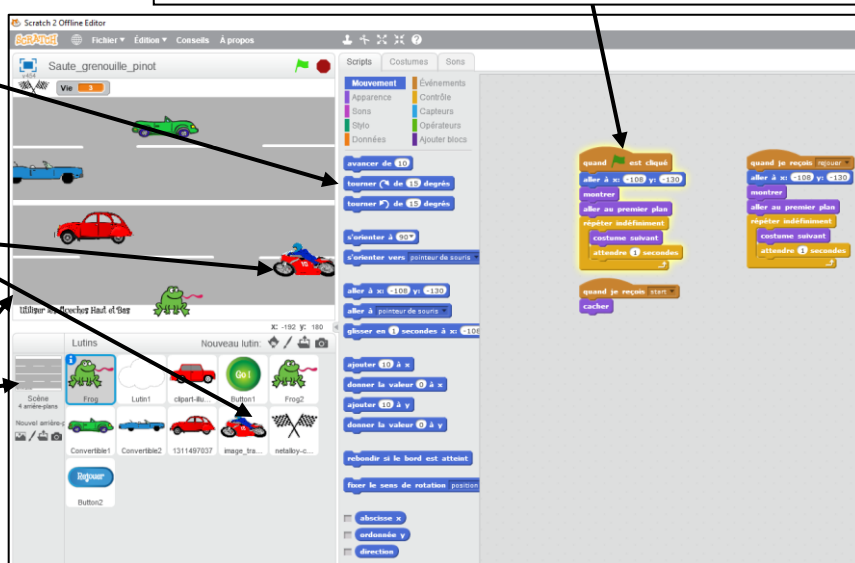 Scratch 2 Offline Editor
SCRATCH Fichier Édition Conseils À propos
Saute_grenouille_pinot
v454
Vie 3
Utiliser les flèches Haut et Bas
X: -192 y: 180
Lutins Nouveau lutin:
Scène
4 arrière-plans
Nouvel arrière-p
Frog
Lutin1
clipart-illu...
Button1
Frog2
Convertible1
Convertible2
1311497037
image_tra...
netalloy-c...
Button2
Go!
Rejouer
Scripts Costumes Sons
Mouvement Événements
Apparence Contrôle
Sons Capteurs
Stylo Opérateurs
Données Ajouter blocs
avancer de 10
tourner de 15 degrés
tourner de 15 degrés
s'orienter à 90
s'orienter vers pointeur de souris
aller à x: -108 y: -130
aller à pointeur de souris
glisser en 1 secondes à x: -108
ajouter 10 à x
donner la valeur 0 à x
ajouter 10 à y
donner la valeur 0 à y
rebondir si le bord est atteint
fixer le sens de rotation position
abscisse x
ordonnée y
direction
quand est cliqué
aller à x: -108 y: -130
montrer
aller au premier plan
répéter indéfiniment
costume suivant
attendre 1 secondes
quand je reçois start
cacher
quand je reçois rejouer
aller à x: -108 y: -130
montrer
aller au premier plan
répéter indéfiniment
costume suivant
attendre 1 secondes